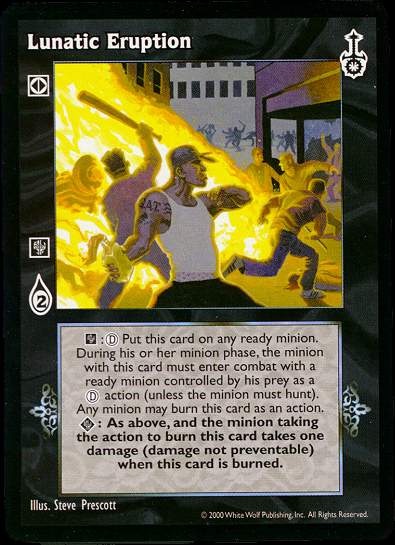 Lunatic Eruption
2
: Ⓓ Put this card on any ready minion.
During his or her minion phase, the minion
with this card must enter combat with a
ready minion controlled by his prey as a
Ⓓ action (unless the minion must hunt).
Any minion may burn this card as an action.
: As above, and the minion taking
the action to burn this card takes one
damage (damage not preventable)
when this card is burned.
Illus. Steve Prescott
© 2000 White Wolf Publishing, Inc. All Rights Reserved.